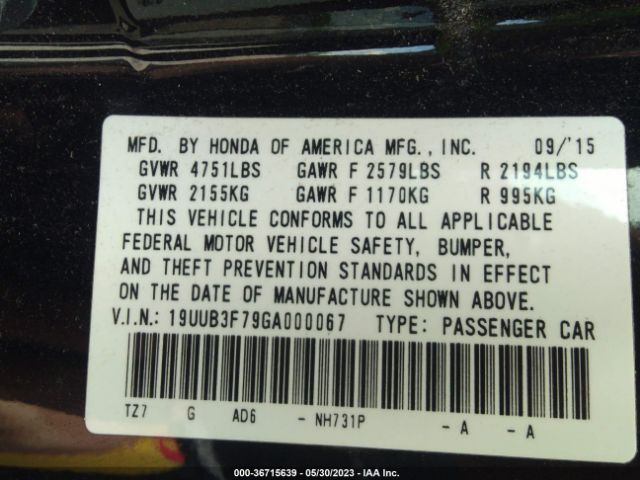 MFD. BY HONDA OF AMERICA MFG., INC. 09/'15
GVWR 4751LBS GAWR F 2579LBS R 2194LBS
GVWR 2155KG GAWR F 1170KG R 995KG
THIS VEHICLE CONFORMS TO ALL APPLICABLE
FEDERAL MOTOR VEHICLE SAFETY, BUMPER,
AND THEFT PREVENTION STANDARDS IN EFFECT
ON THE DATE OF MANUFACTURE SHOWN ABOVE.
V.I.N.: 19UUB3F79GA000067 TYPE: PASSENGER CAR
TZ7 G AD6 - NH731P - A - A
000-36715639 - 05/30/2023 - IAA Inc.